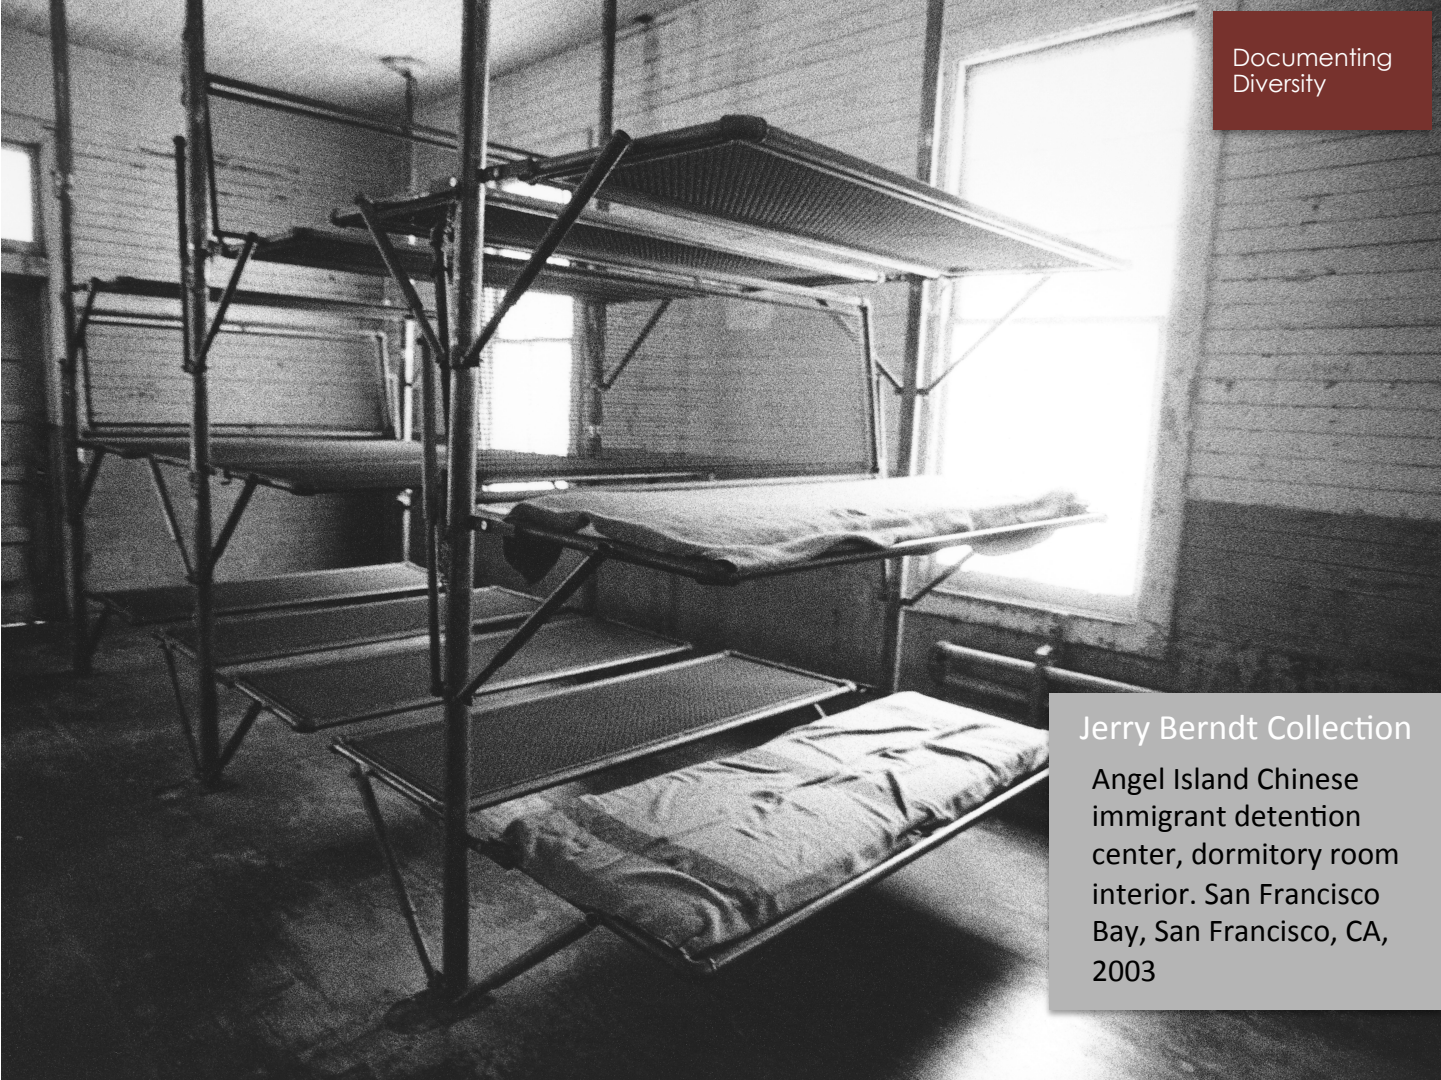 Documenting
Diversity
Jerry Berndt Collection
Angel Island Chinese
immigrant detention
center, dormitory room
interior. San Francisco
Bay, San Francisco, CA,
2003